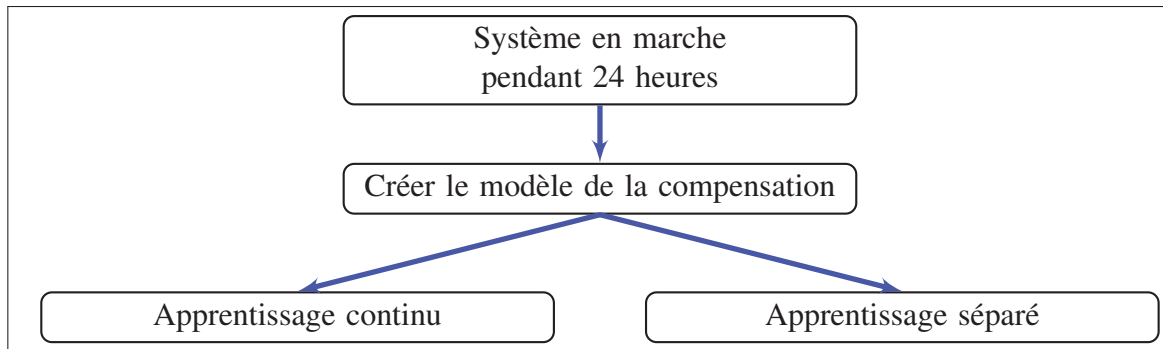 Système en marche
pendant 24 heures
Créer le modèle de la compensation
Apprentissage continu
Apprentissage séparé